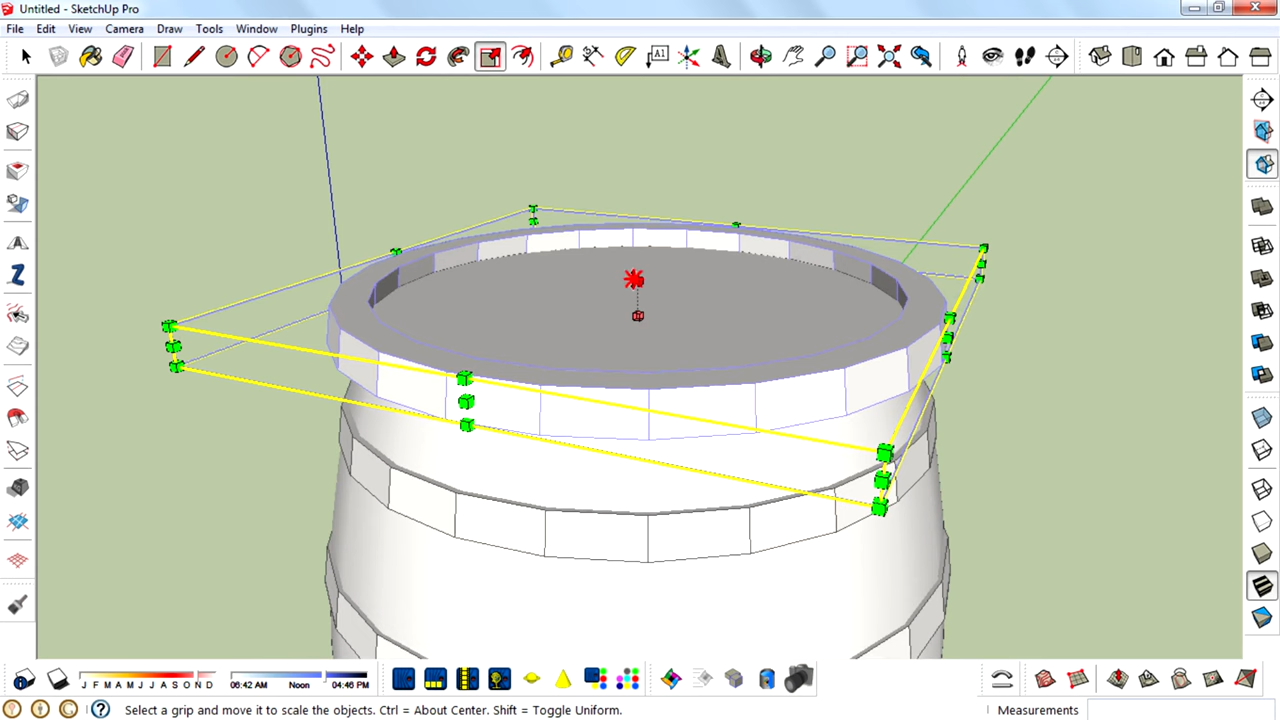 Untitled - SketchUp Pro
File Edit View Camera Draw Tools Window Plugins Help
A1
J F M A M J J A S O N D
06:42 AM Noon 04:46 PM
Select a grip and move it to scale the objects. Ctrl = About Center. Shift = Toggle Uniform.
Measurements